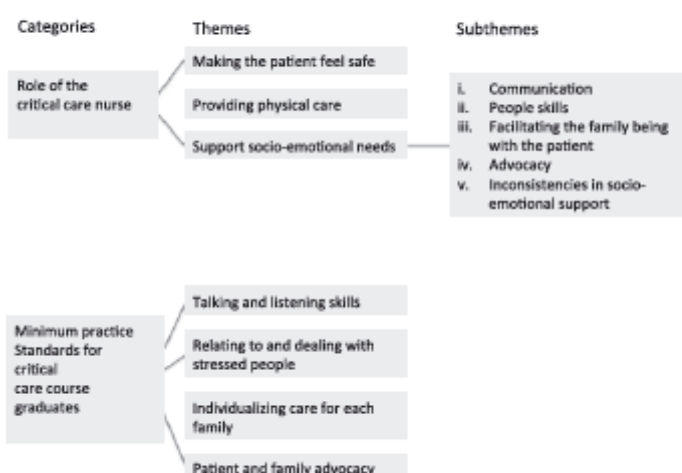 Categories
Themes
Subthemes
Role of the
critical care nurse
Making the patient feel safe
Providing physical care
Support socio-emotional needs
i. Communication
ii. People skills
iii. Facilitating the family being
with the patient
iv. Advocacy
v. Inconsistencies in socio-
emotional support
Minimum practice
Standards for
critical
care course
graduates
Talking and listening skills
Relating to and dealing with
stressed people
Individualizing care for each
family
Patient and family advocacy